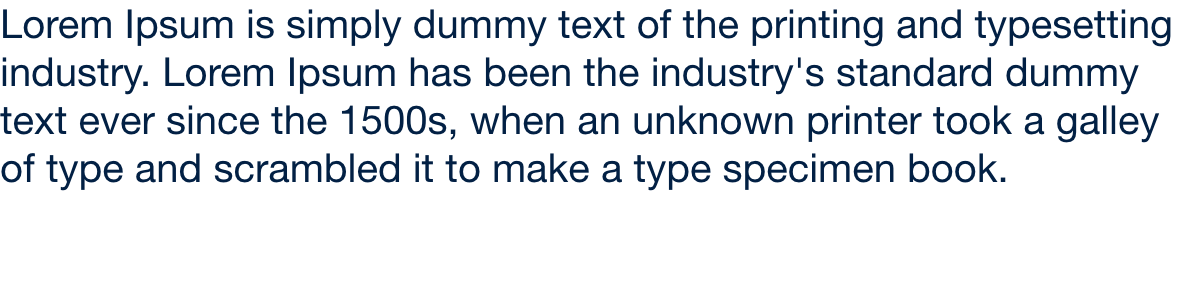 Lorem Ipsum is simply dummy text of the printing and typesetting
industry. Lorem Ipsum has been the industry's standard dummy
text ever since the 1500s, when an unknown printer took a galley
of type and scrambled it to make a type specimen book.